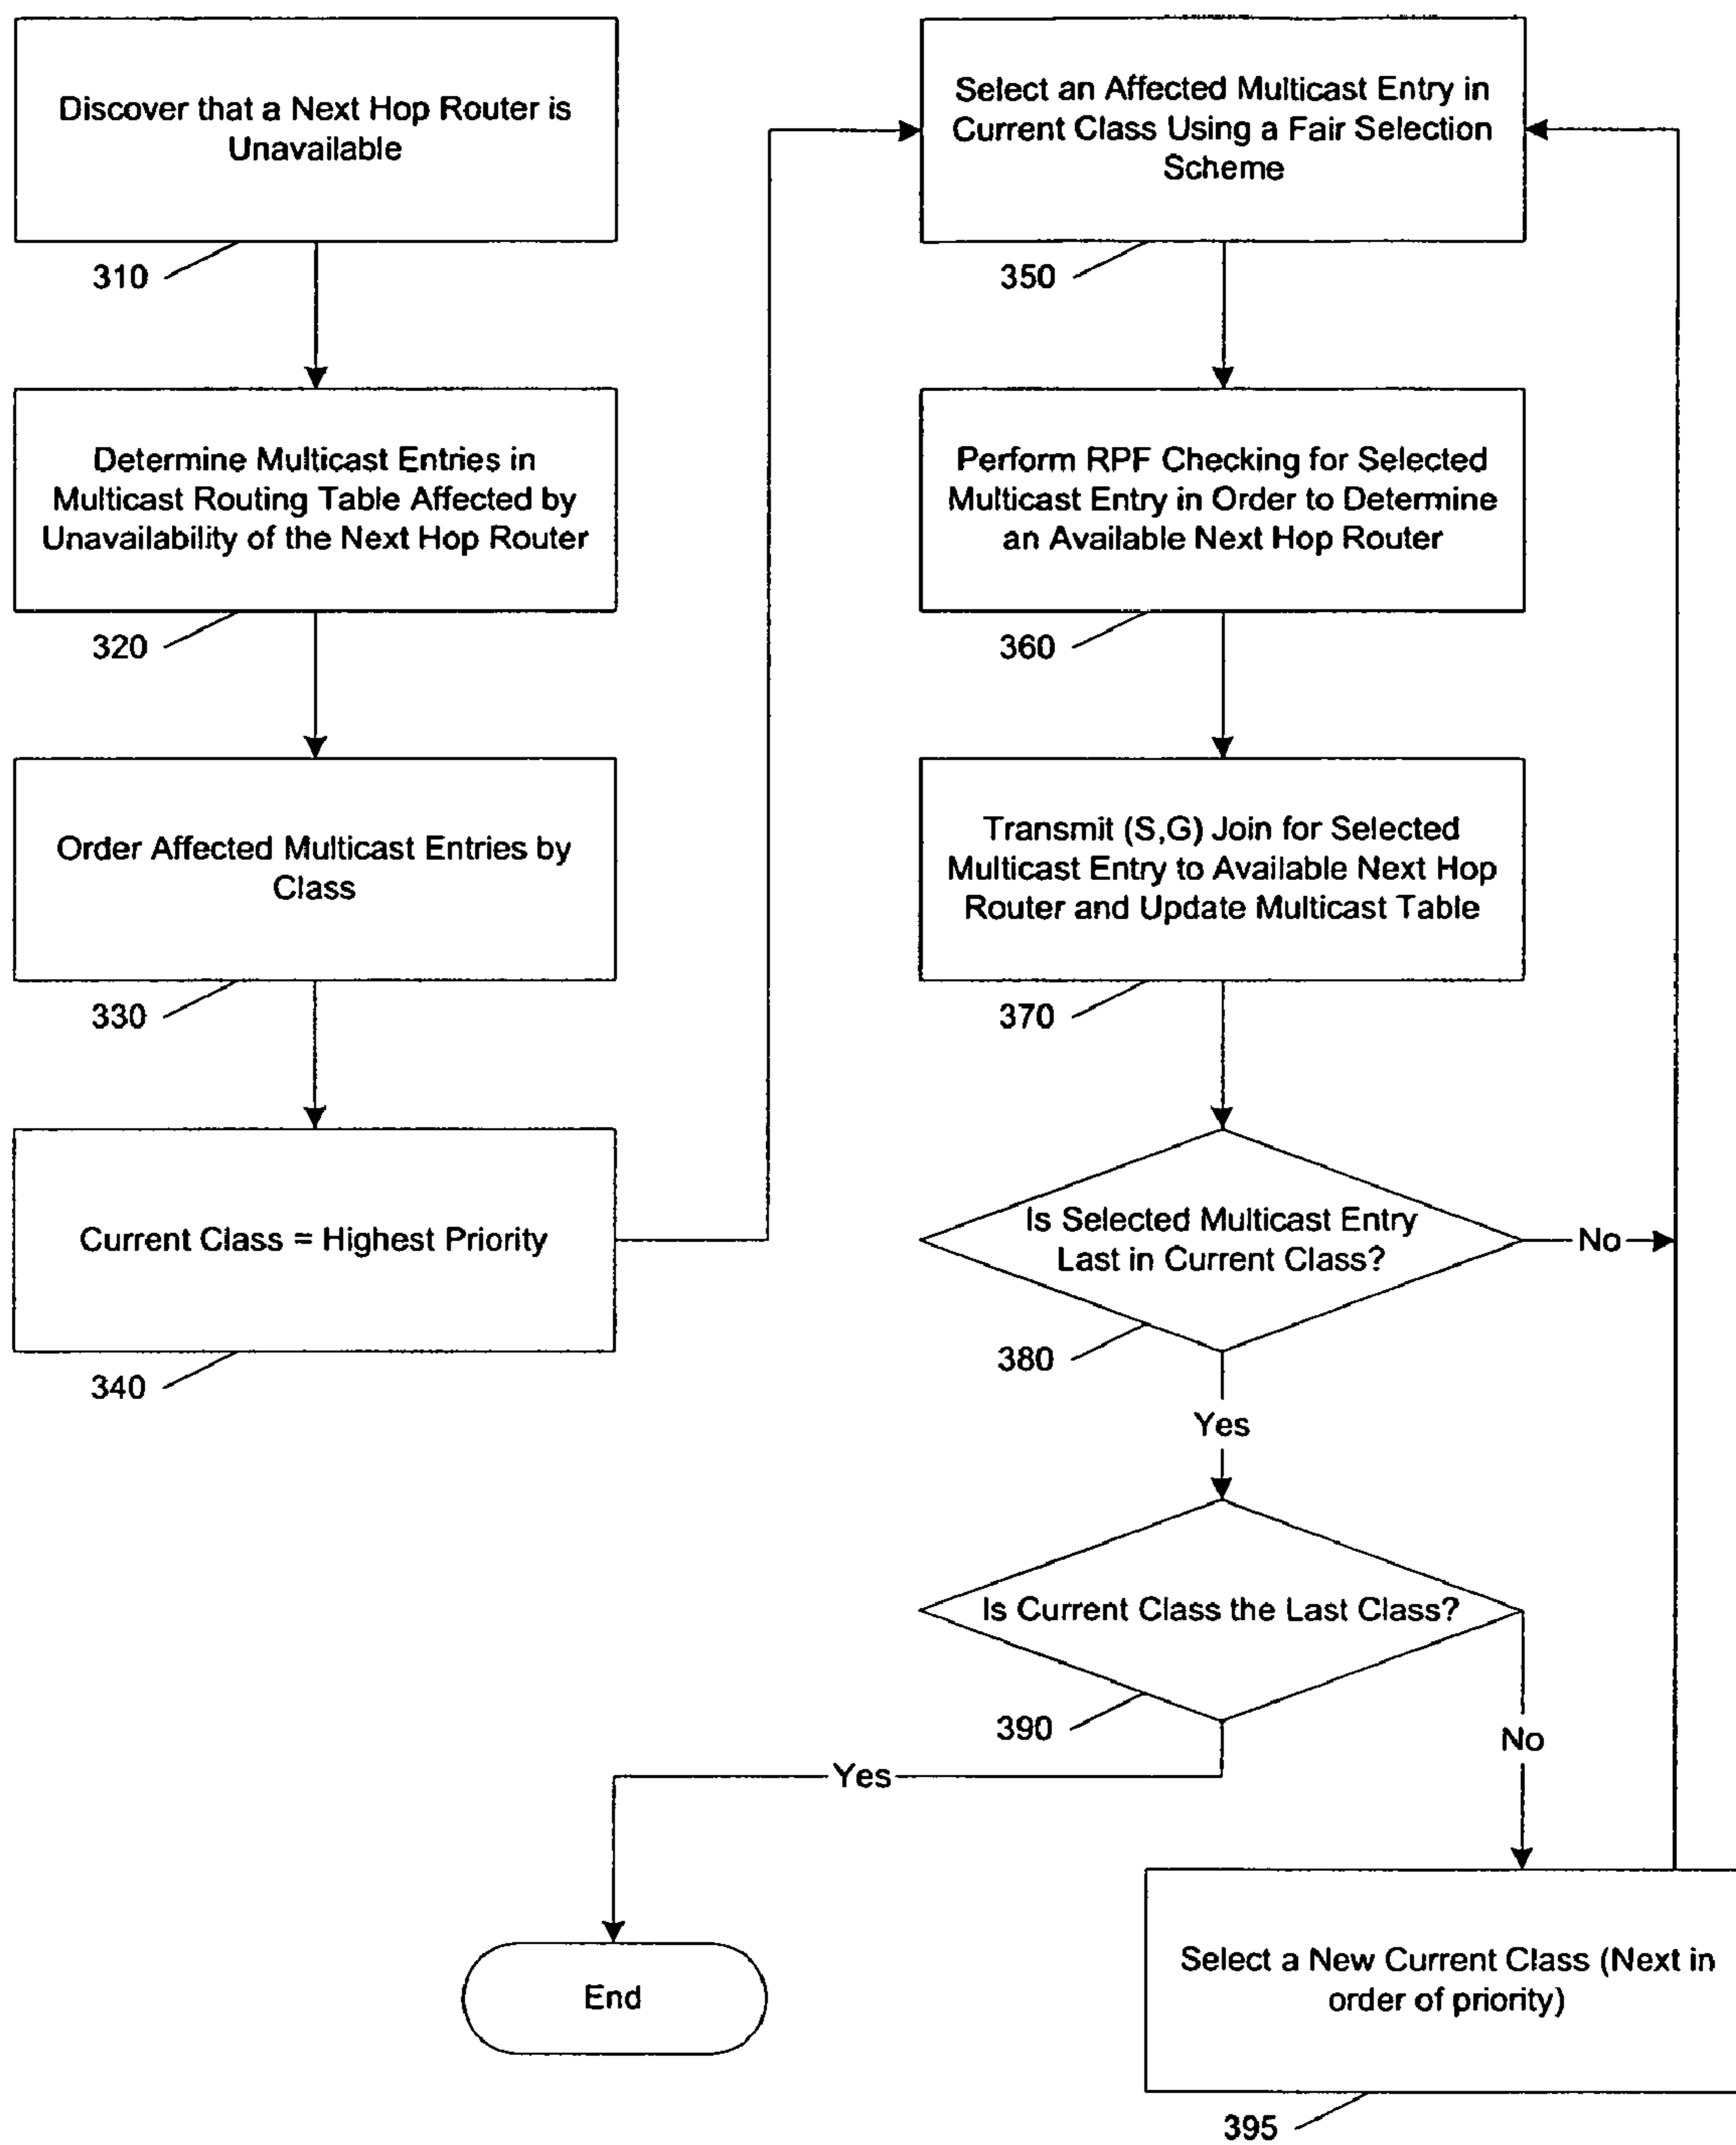 Discover that a Next Hop Router is
Unavailable
310
Determine Multicast Entries in
Multicast Routing Table Affected by
Unavailability of the Next Hop Router
320
Order Affected Multicast Entries by
Class
330
Current Class = Highest Priority
340
Select an Affected Multicast Entry in
Current Class Using a Fair Selection
Scheme
350
Perform RPF Checking for Selected
Multicast Entry in Order to Determine
an Available Next Hop Router
360
Transmit (S,G) Join for Selected
Multicast Entry to Available Next Hop
Router and Update Multicast Table
370
Is Selected Multicast Entry
Last in Current Class?
No
380
Yes
Is Current Class the Last Class?
390
No
Yes
End
Select a New Current Class (Next in
order of priority)
395